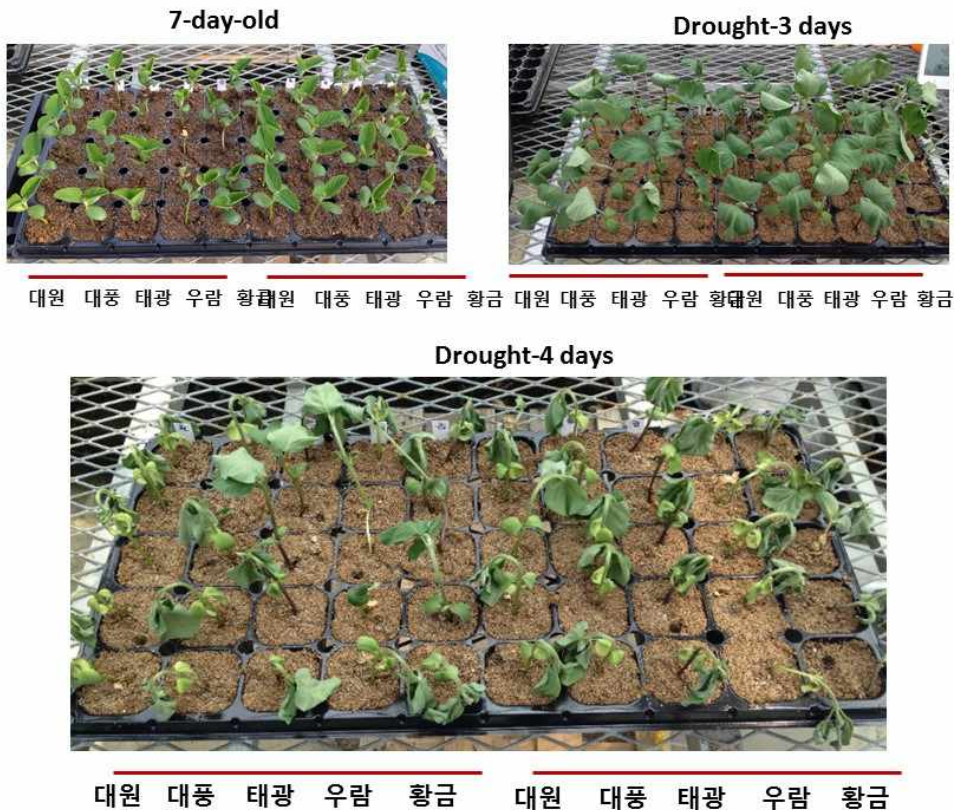 7-day-old
Drought-3 days
대원 대풍 태광 우람 황금 대원 대풍 태광 우람 황금
대원 대풍 태광 우람 황금 대원 대풍 태광 우람 황금
Drought-4 days
대원 대풍 태광 우람 황금 대원 대풍 태광 우람 황금